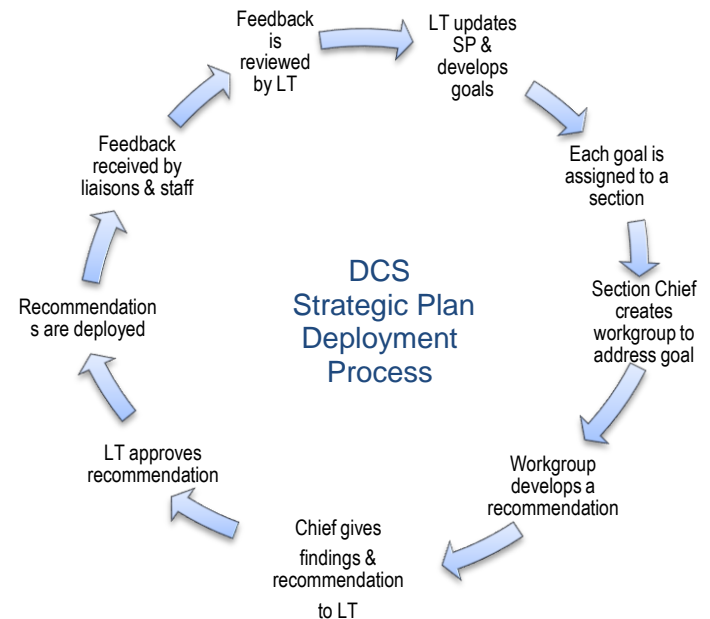 Feedback
is
reviewed
by LT
LT updates
SP &
develops
goals
Each goal is
assigned to a
section
Section Chief
creates
workgroup to
address goal
Workgroup
develops a
recommendation
Chief gives
findings &
recommendation
to LT
LT approves
recommendation
Recommendation
s are deployed
Feedback
received by
liaisons & staff
DCS
Strategic Plan
Deployment
Process